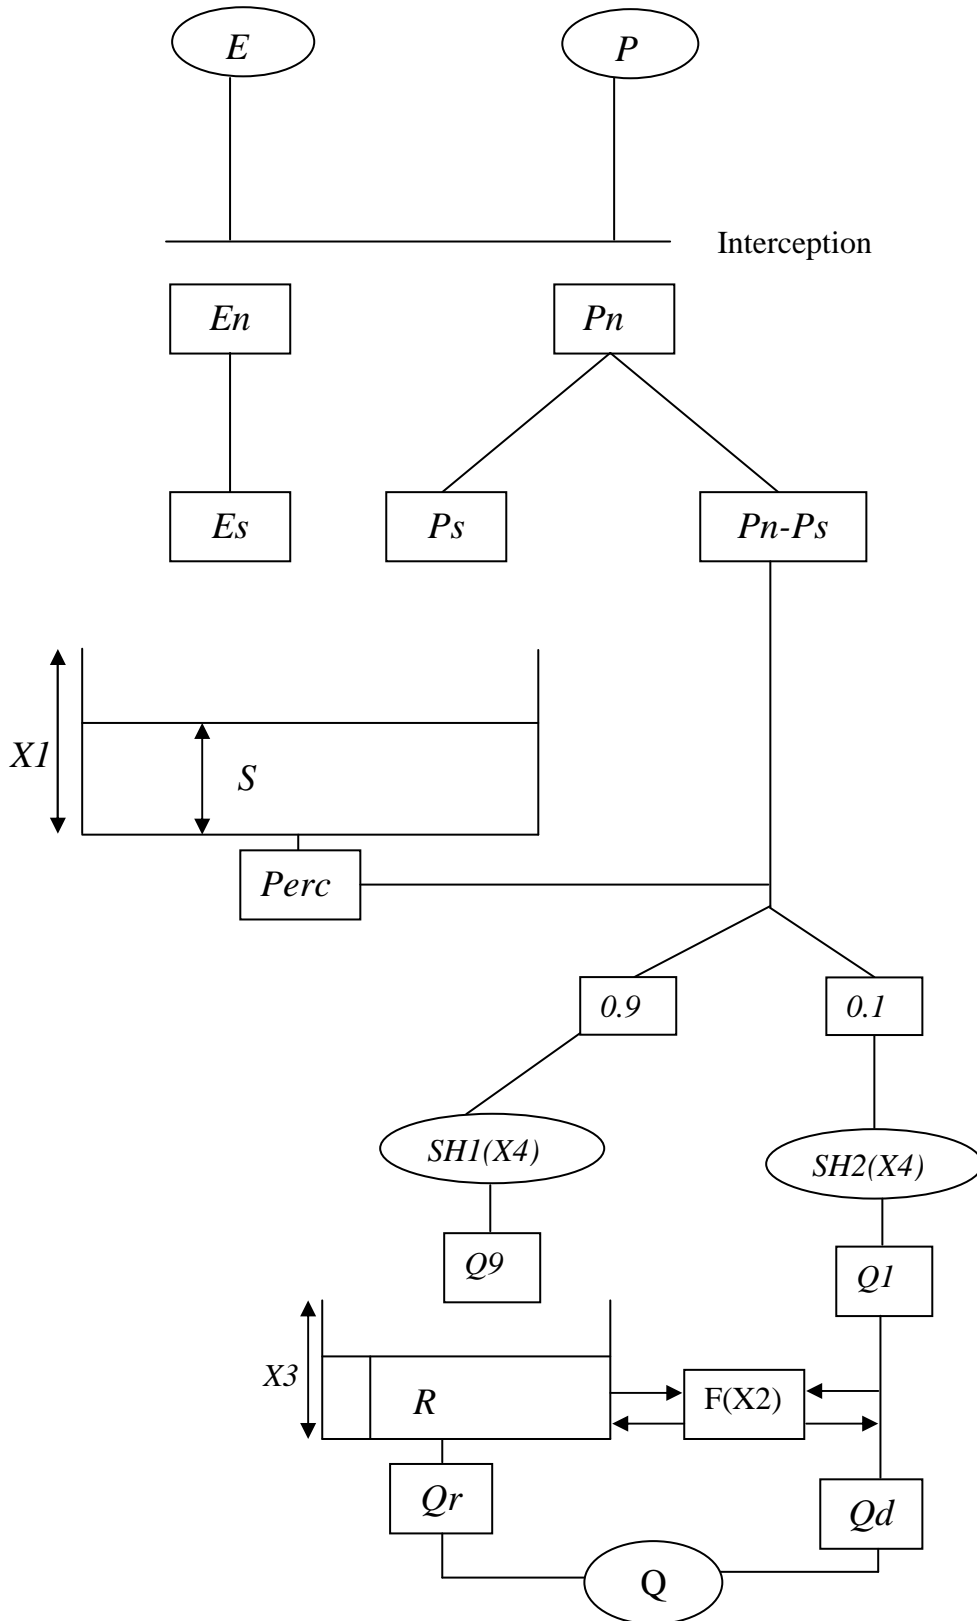 E
P
Interception
En
Pn
Es
Ps
Pn-Ps
X1
S
Perc
0.9
0.1
SH1(X4)
SH2(X4)
Q9
Q1
X3
R
F(X2)
Qr
Qd
Q